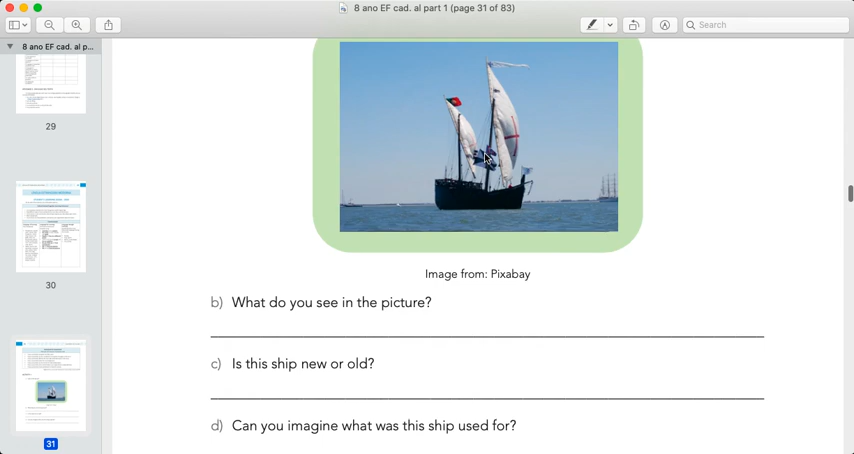 8 ano EF cad. al part 1 (page 31 of 83)
Search
8 ano EF cad. al p...
29
30
31
Image from: Pixabay
b) What do you see in the picture?
c) Is this ship new or old?
d) Can you imagine what was this ship used for?